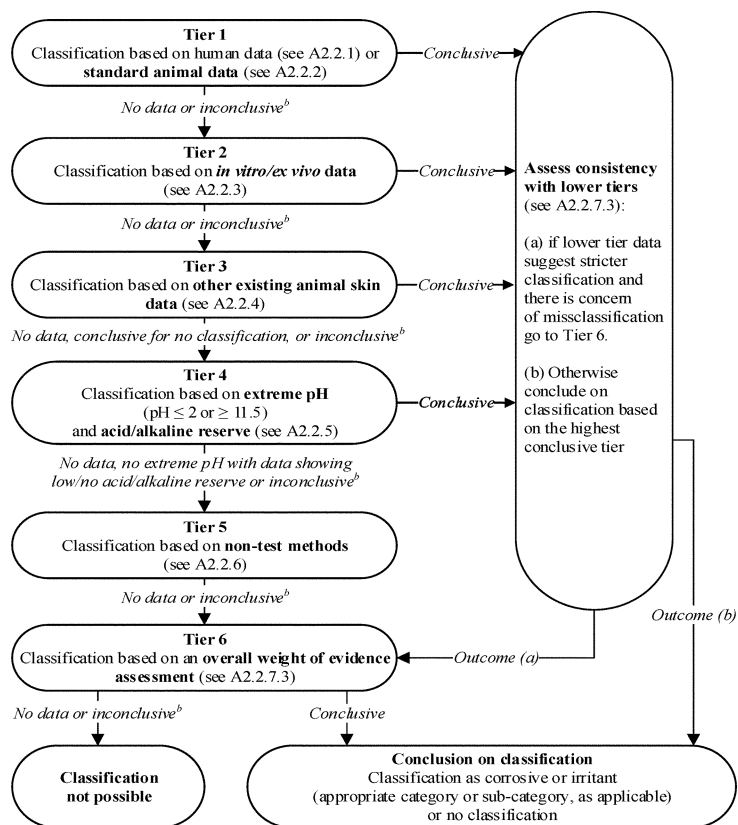 Tier 1
Classification based on human data (see A2.2.1) or
standard animal data (see A2.2.2)
Conclusive
No data or inconclusiveᵇ
Tier 2
Classification based on in vitro/ex vivo data
(see A2.2.3)
Conclusive
No data or inconclusiveᵇ
Tier 3
Classification based on other existing animal skin
data (see A2.2.4)
Conclusive
No data, conclusive for no classification, or inconclusiveᵇ
Tier 4
Classification based on extreme pH
(pH ≤ 2 or ≥ 11.5)
and acid/alkaline reserve (see A2.2.5)
Conclusive
No data, no extreme pH with data showing
low/no acid/alkaline reserve or inconclusiveᵇ
Tier 5
Classification based on non-test methods
(see A2.2.6)
No data or inconclusiveᵇ
Tier 6
Classification based on an overall weight of evidence
assessment (see A2.2.7.3)
Assess consistency
with lower tiers
(see A2.2.7.3):
(a) if lower tier data
suggest stricter
classification and
there is concern
of missclassification
go to Tier 6.
(b) Otherwise
conclude on
classification based
on the highest
conclusive tier
Outcome (a)
Outcome (b)
No data or inconclusiveᵇ
Conclusive
Classification
not possible
Conclusion on classification
Classification as corrosive or irritant
(appropriate category or sub-category, as applicable)
or no classification